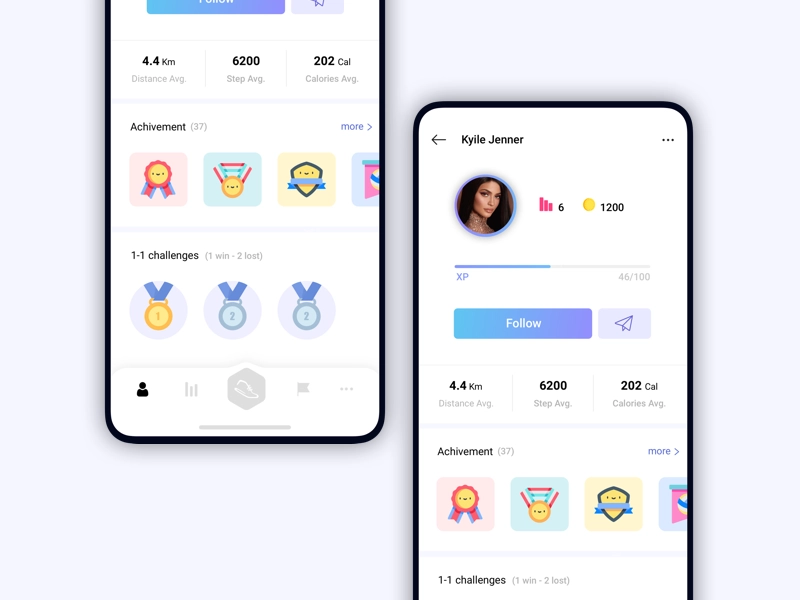 Follow
4.4 Km
6200
202 Cal
Distance Avg.
Step Avg.
Calories Avg.
Achivement (37)
more >
1-1 challenges (1 win - 2 lost)
1
2
2
Kyile Jenner
6
1200
XP
46/100
Follow
4.4 Km
6200
202 Cal
Distance Avg.
Step Avg.
Calories Avg.
Achivement (37)
more >
1-1 challenges (1 win - 2 lost)